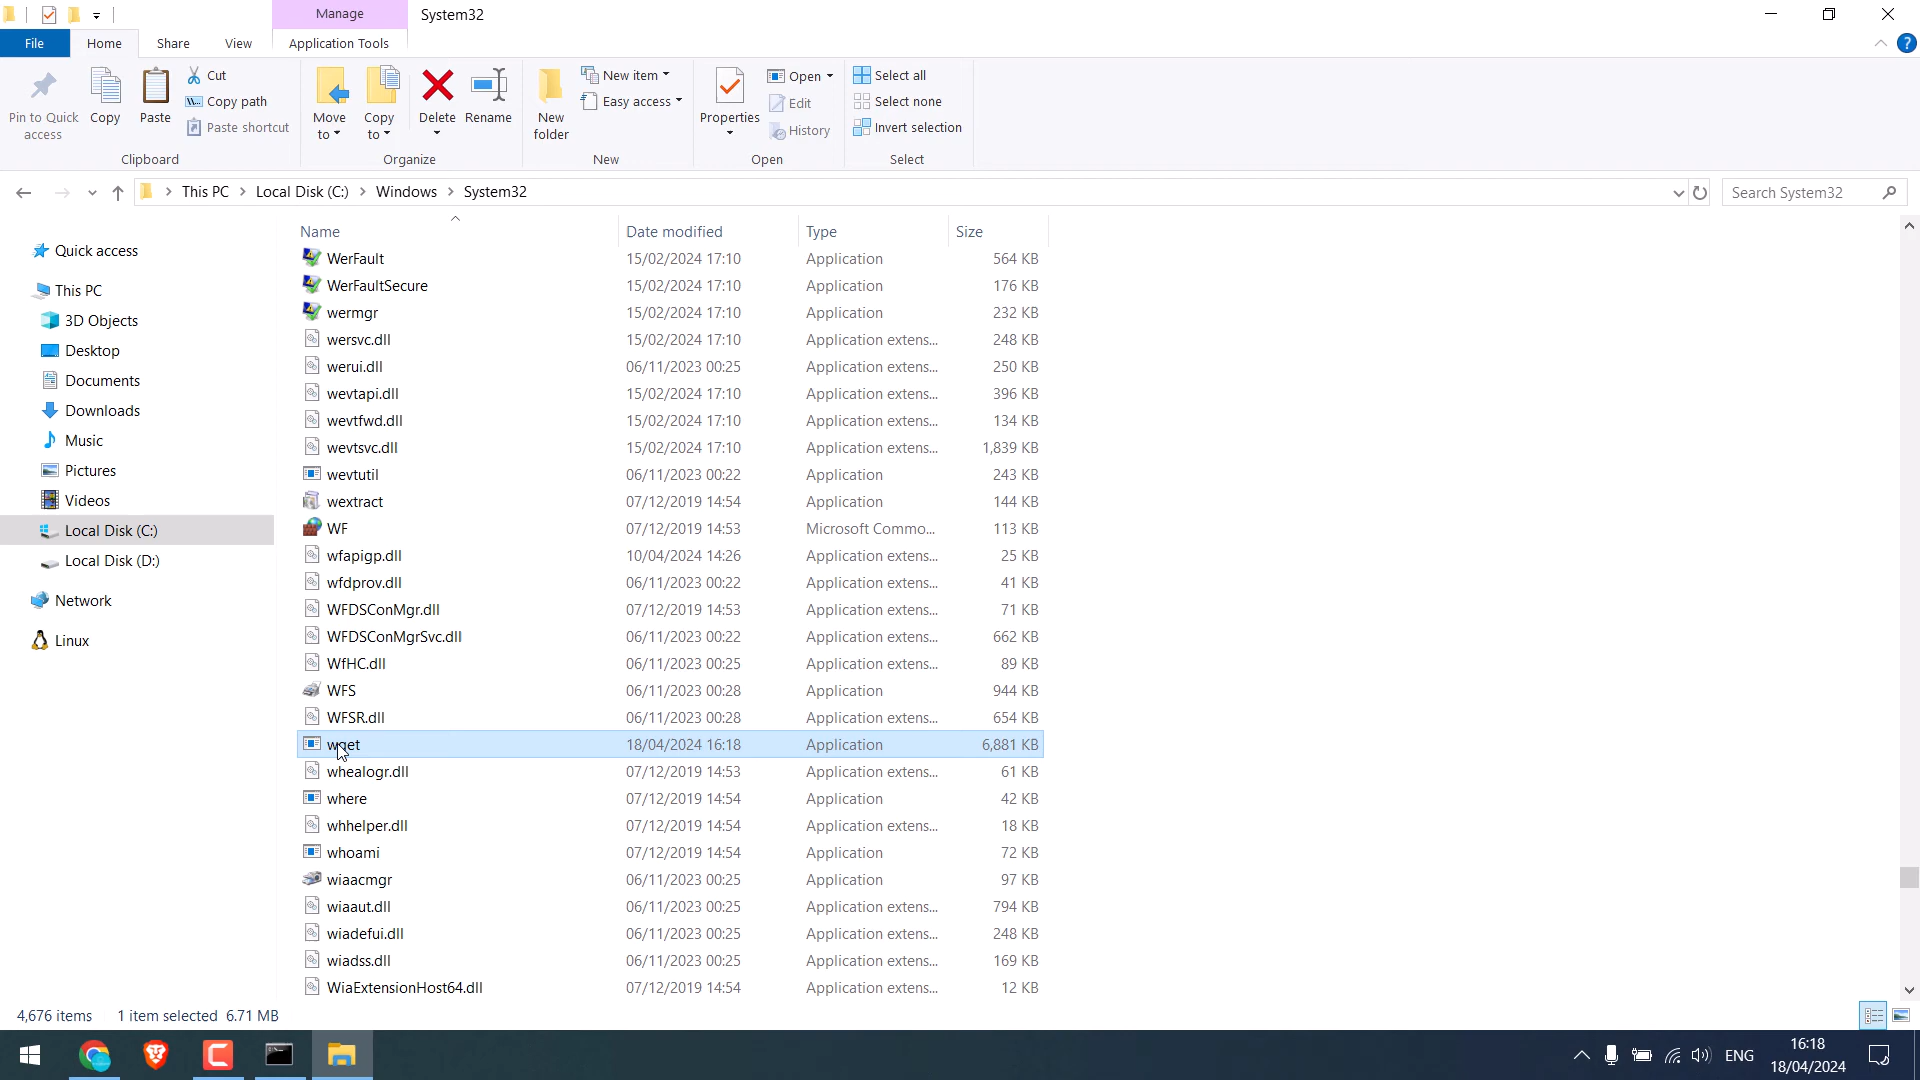 Manage
System32
File
Home
Share
View
Application Tools
Pin to Quick access
Copy
Paste
Cut
Copy path
Paste shortcut
Clipboard
Move to
Copy to
Delete
Rename
Organize
New folder
New item
Easy access
New
Properties
Open
Edit
History
Open
Select all
Select none
Invert selection
Select
This PC > Local Disk (C:) > Windows > System32
Search System32
Quick access
This PC
3D Objects
Desktop
Documents
Downloads
Music
Pictures
Videos
Local Disk (C:)
Local Disk (D:)
Network
Linux
Name Date modified Type Size
WerFault 15/02/2024 17:10 Application 564 KB
WerFaultSecure 15/02/2024 17:10 Application 176 KB
wermgr 15/02/2024 17:10 Application 232 KB
wersvc.dll 15/02/2024 17:10 Application extens... 248 KB
werui.dll 06/11/2023 00:25 Application extens... 250 KB
wevtapi.dll 15/02/2024 17:10 Application extens... 396 KB
wevtfwd.dll 15/02/2024 17:10 Application extens... 134 KB
wevtsvc.dll 15/02/2024 17:10 Application extens... 1,839 KB
wevtutil 06/11/2023 00:22 Application 243 KB
wextract 07/12/2019 14:54 Application 144 KB
WF 07/12/2019 14:53 Microsoft Commo... 113 KB
wfapigp.dll 10/04/2024 14:26 Application extens... 25 KB
wfdprov.dll 06/11/2023 00:22 Application extens... 41 KB
WFDSConMgr.dll 07/12/2019 14:53 Application extens... 71 KB
WFDSConMgrSvc.dll 06/11/2023 00:22 Application extens... 662 KB
WfHC.dll 06/11/2023 00:25 Application extens... 89 KB
WFS 06/11/2023 00:28 Application 944 KB
WFSR.dll 06/11/2023 00:28 Application extens... 654 KB
wget 18/04/2024 16:18 Application 6,881 KB
whealogr.dll 07/12/2019 14:53 Application extens... 61 KB
where 07/12/2019 14:54 Application 42 KB
whhelper.dll 07/12/2019 14:54 Application extens... 18 KB
whoami 07/12/2019 14:54 Application 72 KB
wiaacmgr 06/11/2023 00:25 Application 97 KB
wiaaut.dll 06/11/2023 00:25 Application extens... 794 KB
wiadefui.dll 06/11/2023 00:25 Application extens... 248 KB
wiadss.dll 06/11/2023 00:25 Application extens... 169 KB
WiaExtensionHost64.dll 07/12/2019 14:54 Application extens... 12 KB
4,676 items 1 item selected 6.71 MB
ENG
16:18
18/04/2024